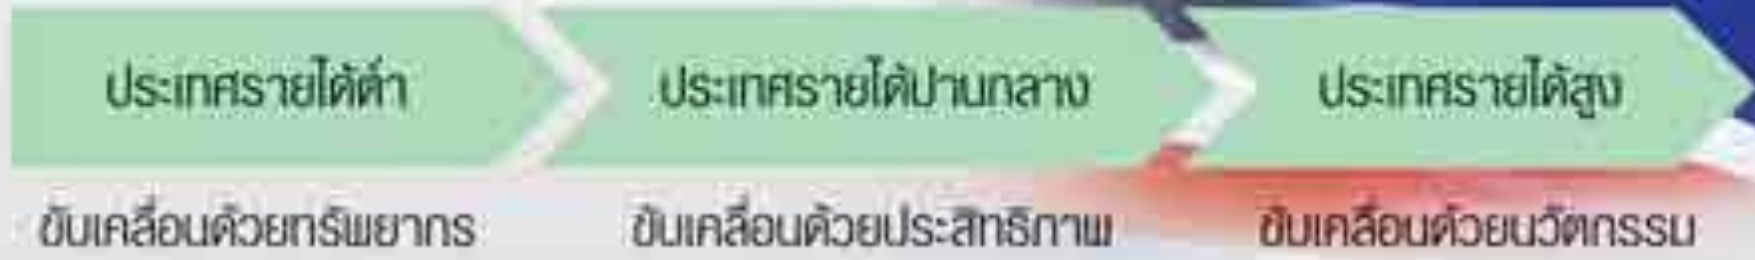 ประเทศรายได้ต่ำ ประเทศรายได้ปานกลาง ประเทศรายได้สูง
ขับเคลื่อนด้วยทรัพยากร ขับเคลื่อนด้วยประสิทธิภาพ ขับเคลื่อนด้วยนวัตกรรม